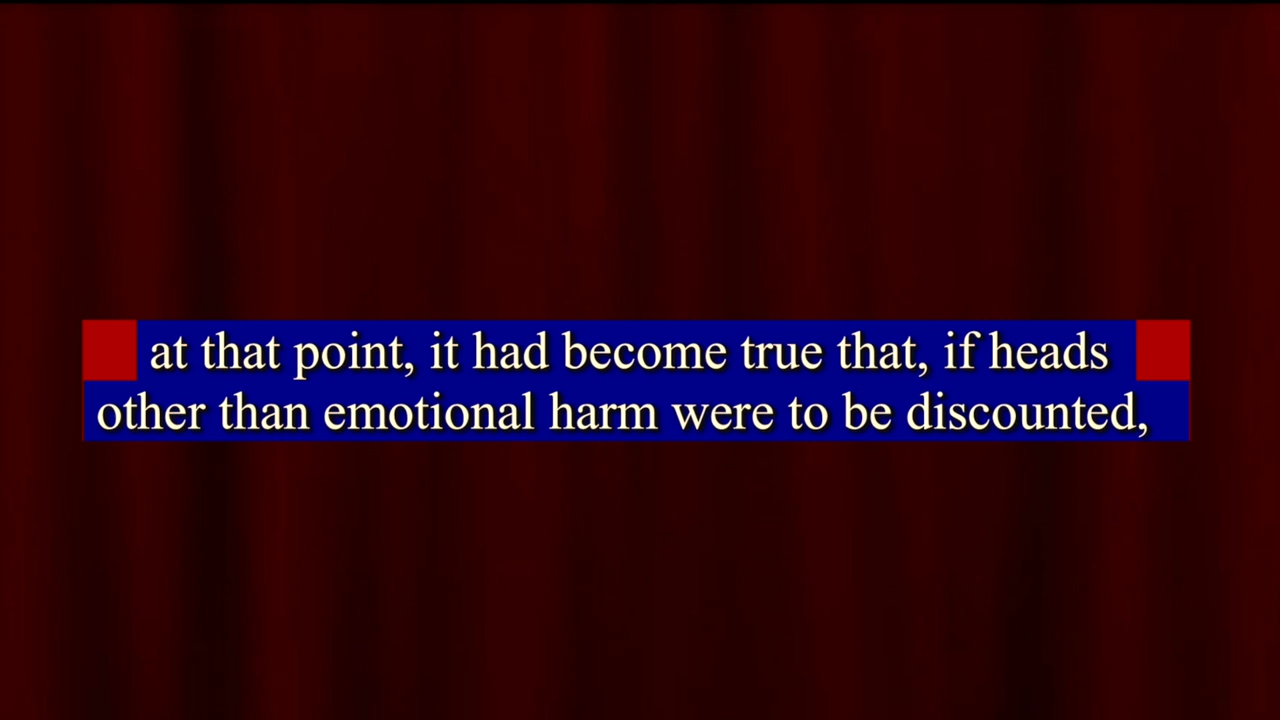 at that point, it had become true that, if heads
other than emotional harm were to be discounted,